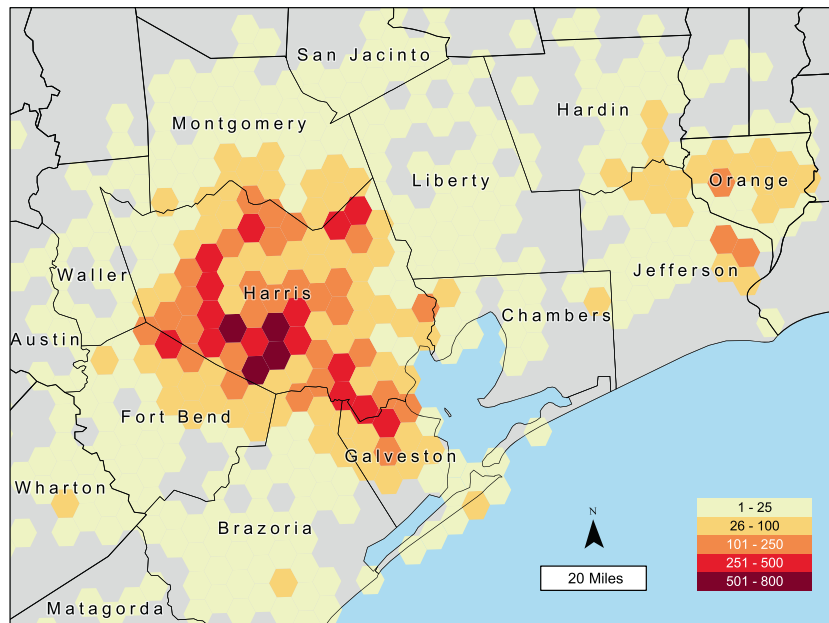 San Jacinto
Hardin
Montgomery
Liberty
Orange
Waller
Jefferson
Harris
Chambers
Austin
Fort Bend
Galveston
Wharton
Brazoria
Matagorda
N
20 Miles
1 - 25
26 - 100
101 - 250
251 - 500
501 - 800